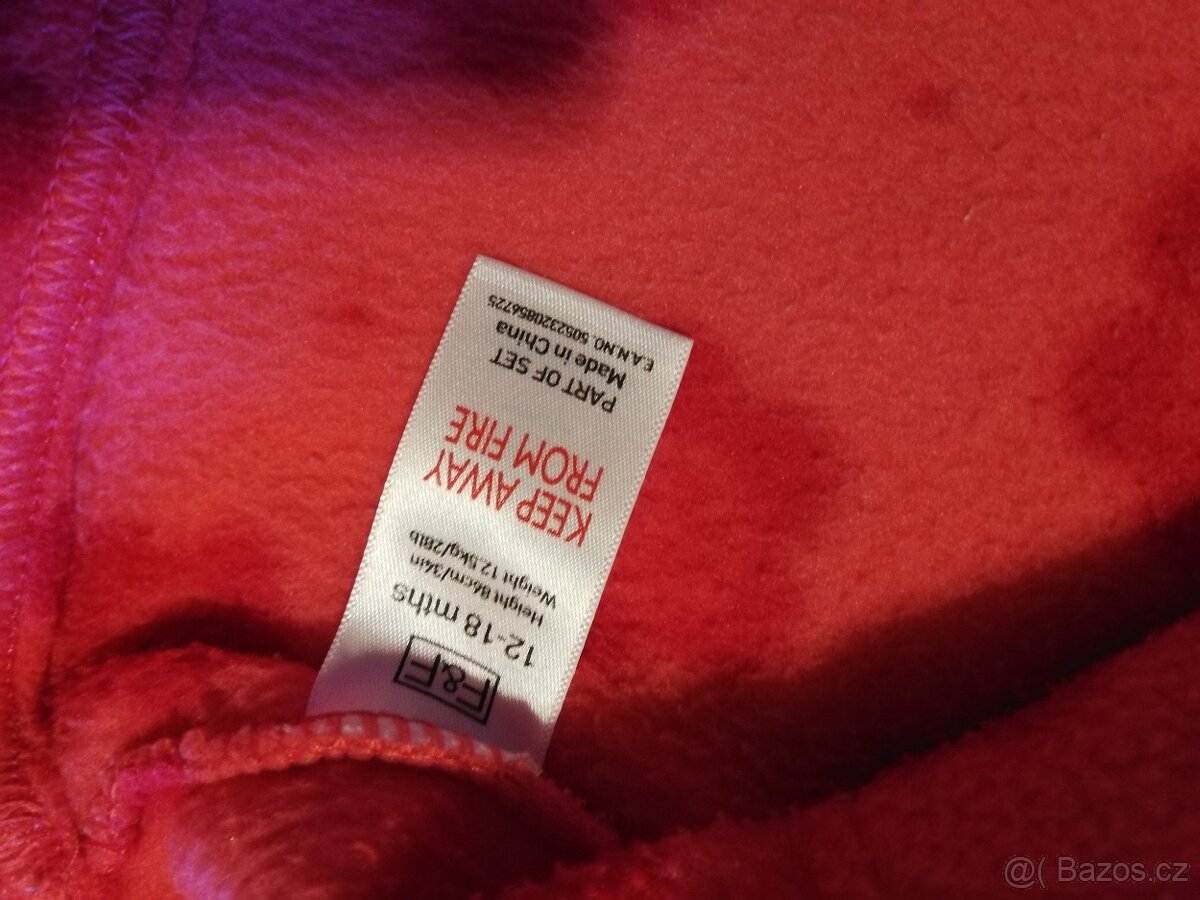 F&F
12-18 mths
Height 86cm/34in
Weight 12.5kg/28lb
KEEP AWAY
FROM FIRE
PART OF SET
Made in China
E.A.N.NO. 5052320856725
@( Bazos.cz